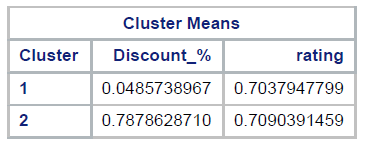 Cluster Means
Cluster Discount_% rating
1 0.0485738967 0.7037947799
2 0.7878628710 0.7090391459